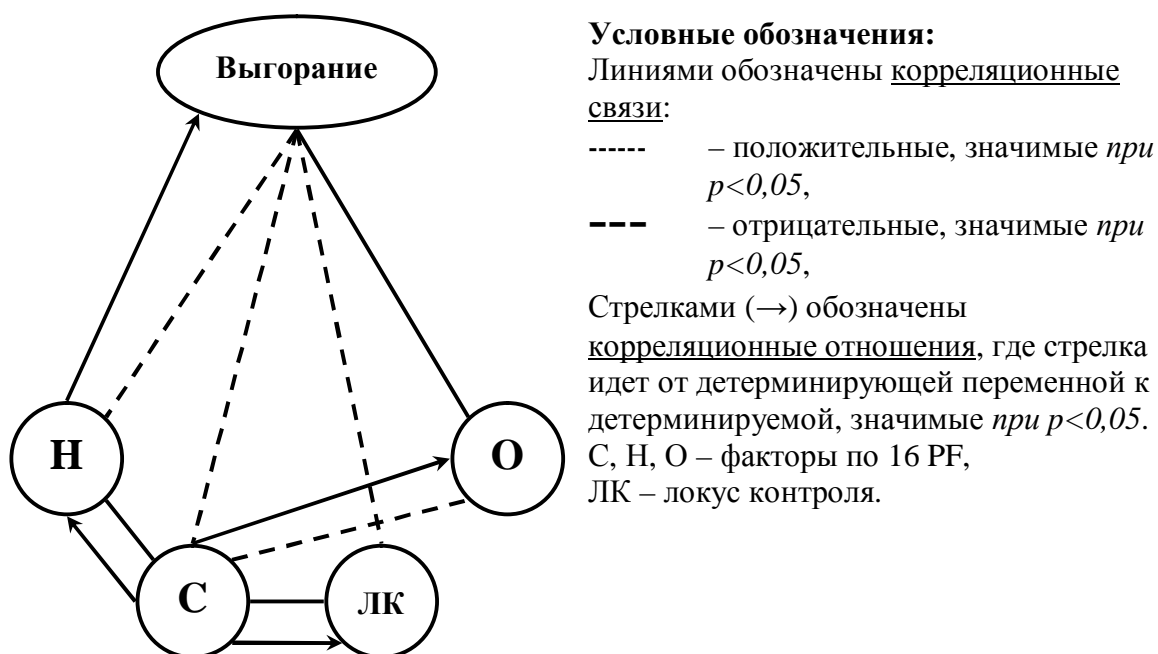 Выгорание
Н
О
С
ЛК
Условные обозначения:
Линиями обозначены корреляционные
связи:
------ – положительные, значимые при
p<0,05,
--- – отрицательные, значимые при
p<0,05,
Стрелками (→) обозначены
корреляционные отношения, где стрелка
идет от детерминирующей переменной к
детерминируемой, значимые при p<0,05.
С, Н, О – факторы по 16 PF,
ЛК – локус контроля.